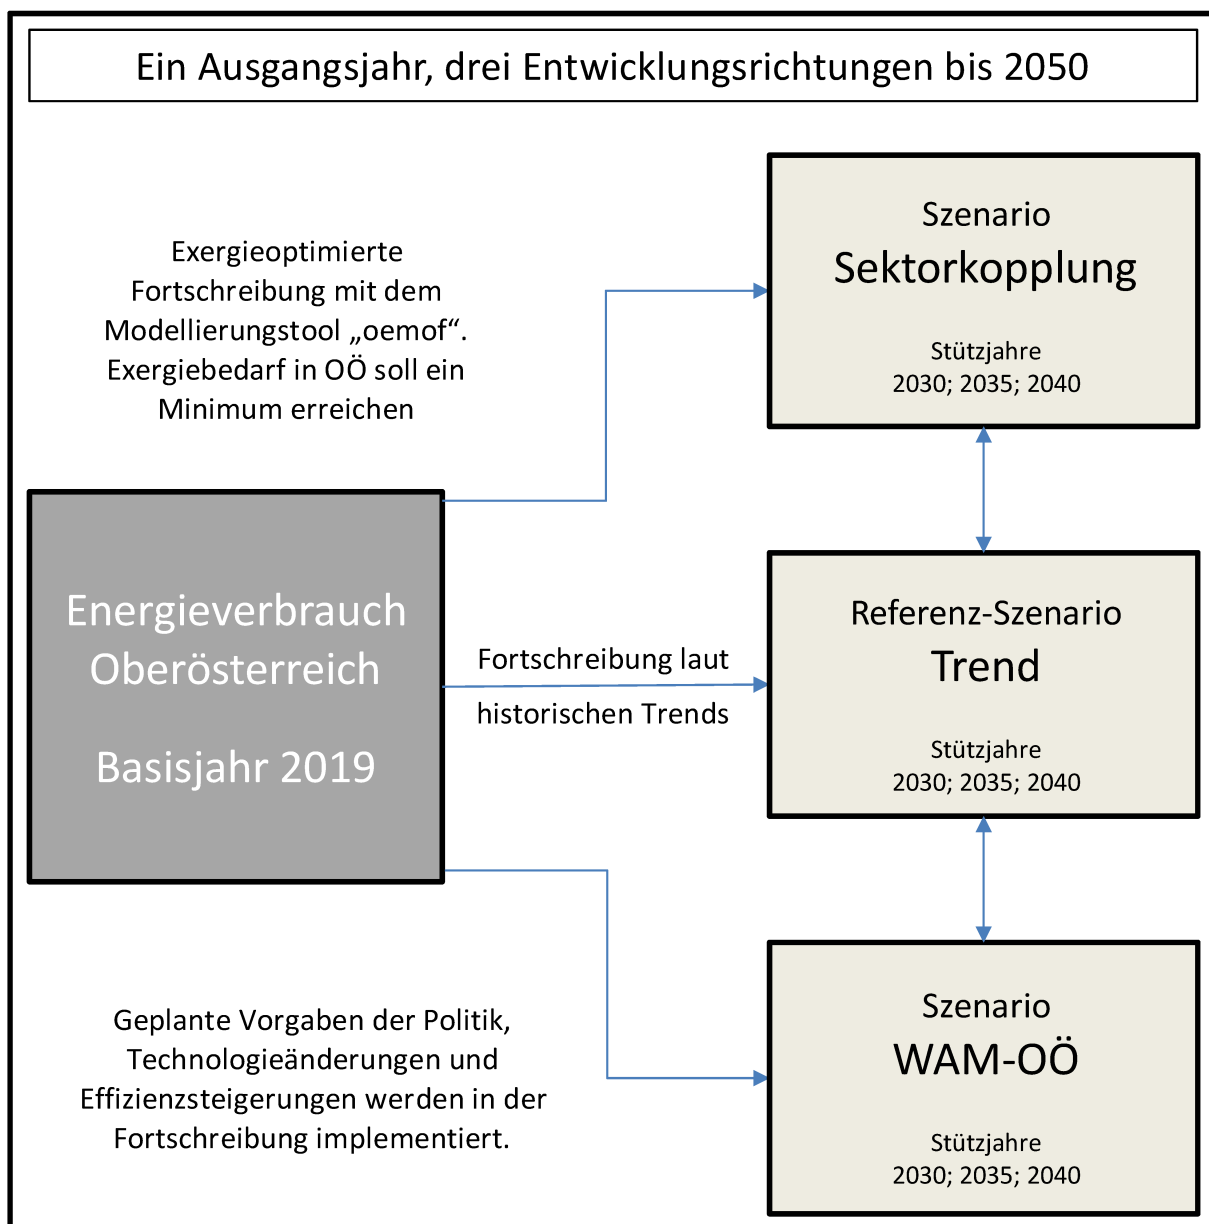 Ein Ausgangsjahr, drei Entwicklungsrichtungen bis 2050
Exergieoptimierte
Fortschreibung mit dem
Modellierungstool „oemof“.
Exergiebedarf in OÖ soll ein
Minimum erreichen
Szenario
Sektorkopplung
Stützjahre
2030; 2035; 2040
Energieverbrauch
Oberösterreich
Basisjahr 2019
Fortschreibung laut
historischen Trends
Referenz-Szenario
Trend
Stützjahre
2030; 2035; 2040
Geplante Vorgaben der Politik,
Technologieänderungen und
Effizienzsteigerungen werden in der
Fortschreibung implementiert.
Szenario
WAM-OÖ
Stützjahre
2030; 2035; 2040